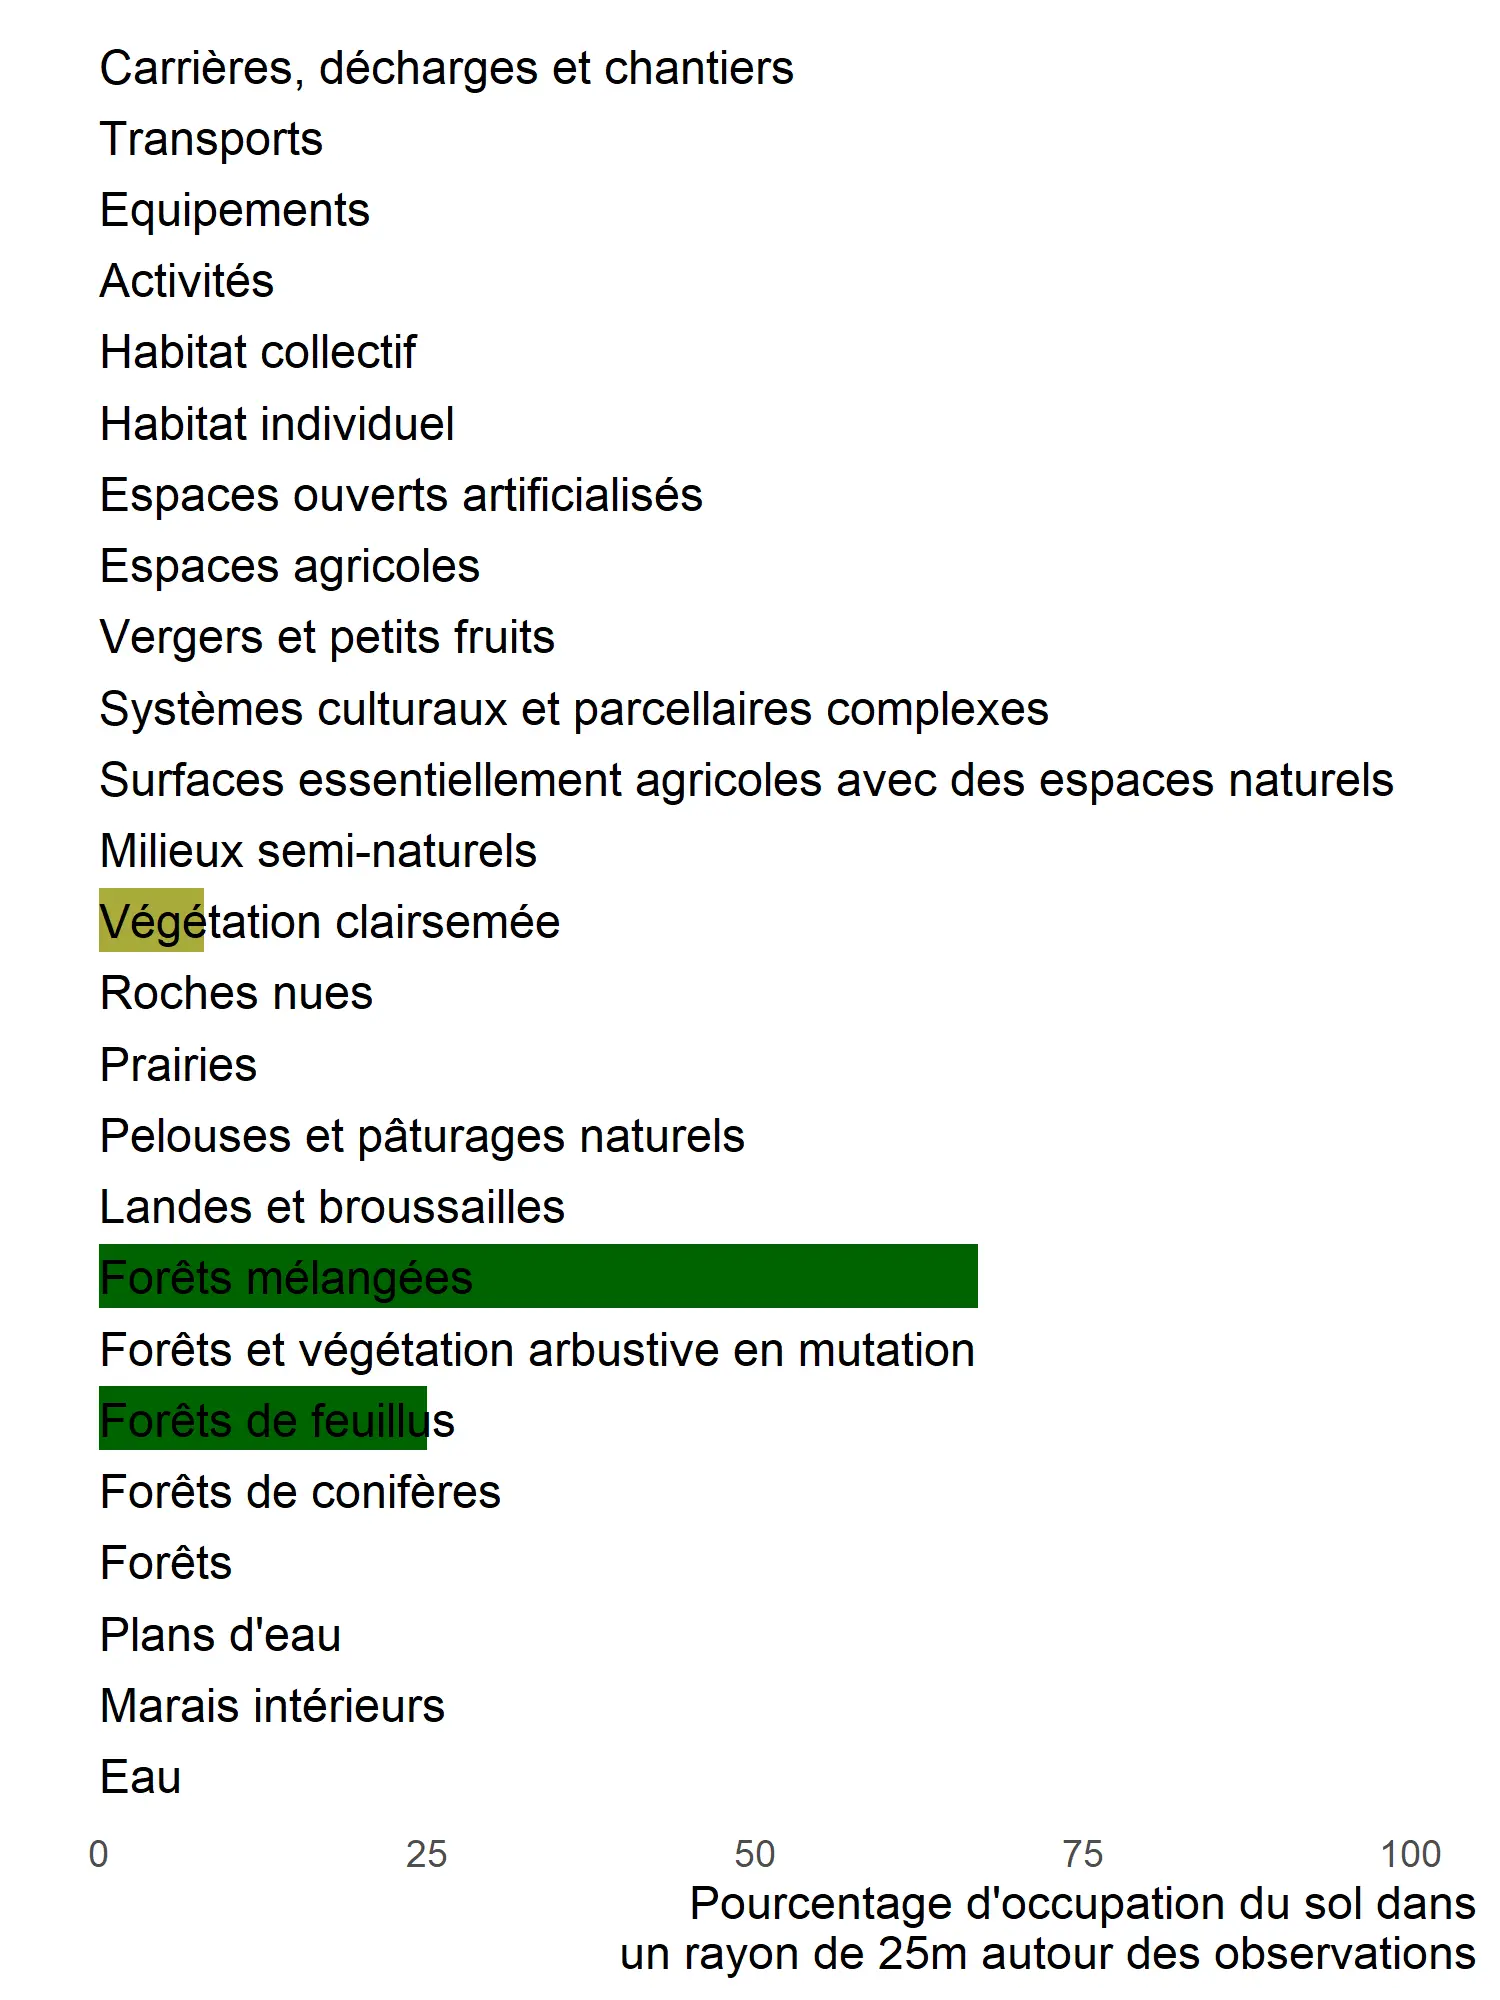 Carrières, décharges et chantiers
Transports
Equipements
Activités
Habitat collectif
Habitat individuel
Espaces ouverts artificialisés
Espaces agricoles
Vergers et petits fruits
Systèmes culturaux et parcellaires complexes
Surfaces essentiellement agricoles avec des espaces naturels
Milieux semi-naturels
Végétation clairsemée
Roches nues
Prairies
Pelouses et pâturages naturels
Landes et broussailles
Forêts mélangées
Forêts et végétation arbustive en mutation
Forêts de feuillus
Forêts de conifères
Forêts
Plans d'eau
Marais intérieurs
Eau
0 25 50 75 100
Pourcentage d'occupation du sol dans
un rayon de 25m autour des observations